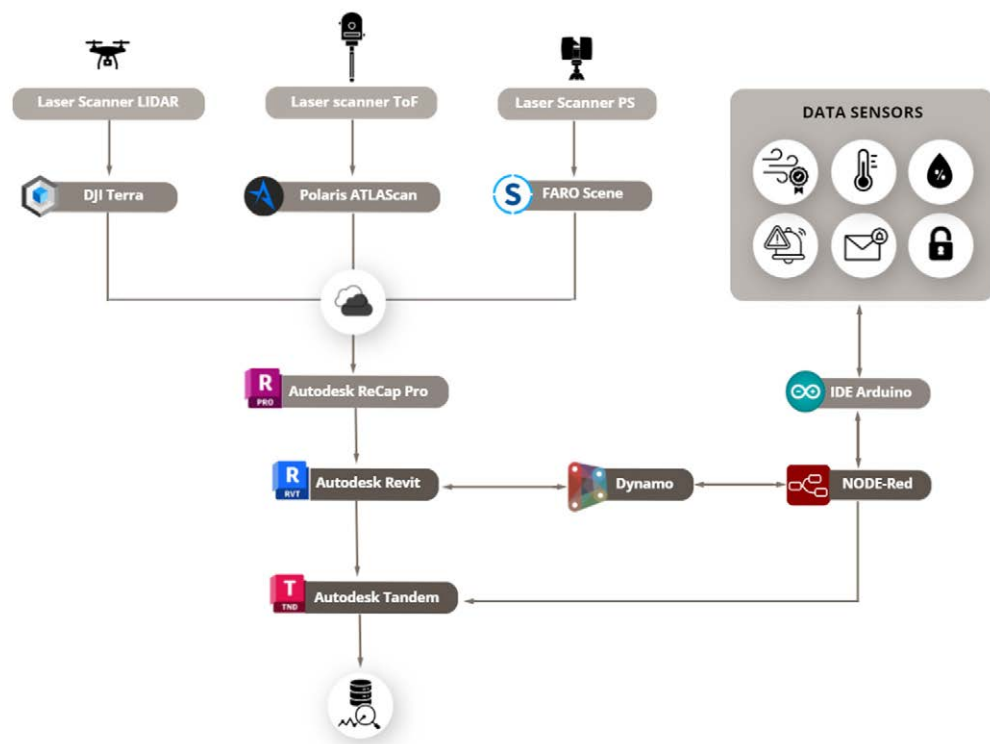 Laser Scanner LIDAR
Laser scanner ToF
Laser Scanner PS
DATA SENSORS
%
DJI Terra
Polaris ATLAScan
S
FARO Scene
R
PRO
Autodesk ReCap Pro
IDE Arduino
R
RVT
Autodesk Revit
Dynamo
NODE-Red
T
TND
Autodesk Tandem